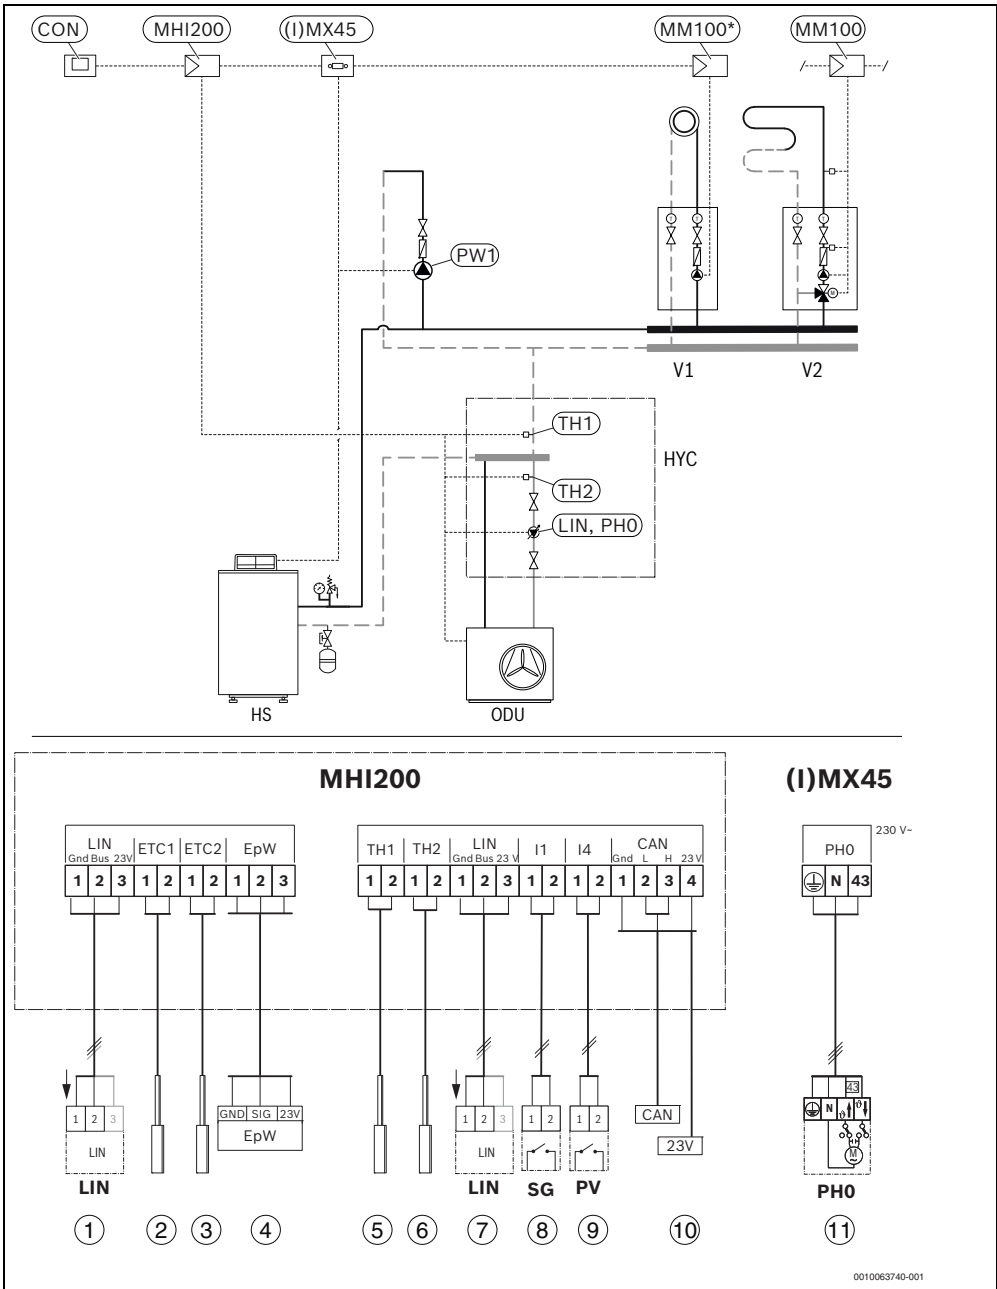 CON MHI200 (I)MX45 MM100* MM100
PW1
V1 V2
TH1
HYC
TH2
LIN, PH0
HS ODU
MHI200 (I)MX45
230 V~
LIN ETC1 ETC2 EpW TH1 TH2 LIN I1 I4 CAN PH0
Gnd Bus 23V Gnd Bus 23 V Gnd L H 23 V
1 2 3 1 2 1 2 1 2 3 1 2 1 2 1 2 3 1 2 1 2 1 2 3 4 N 43
43
1 2 3 GND SIG 23V 1 2 3 1 2 1 2 CAN N ϑ ϑ
LIN EpW LIN 23V M
LIN LIN SG PV PH0
1 2 3 4 5 6 7 8 9 10 11
0010063740-001